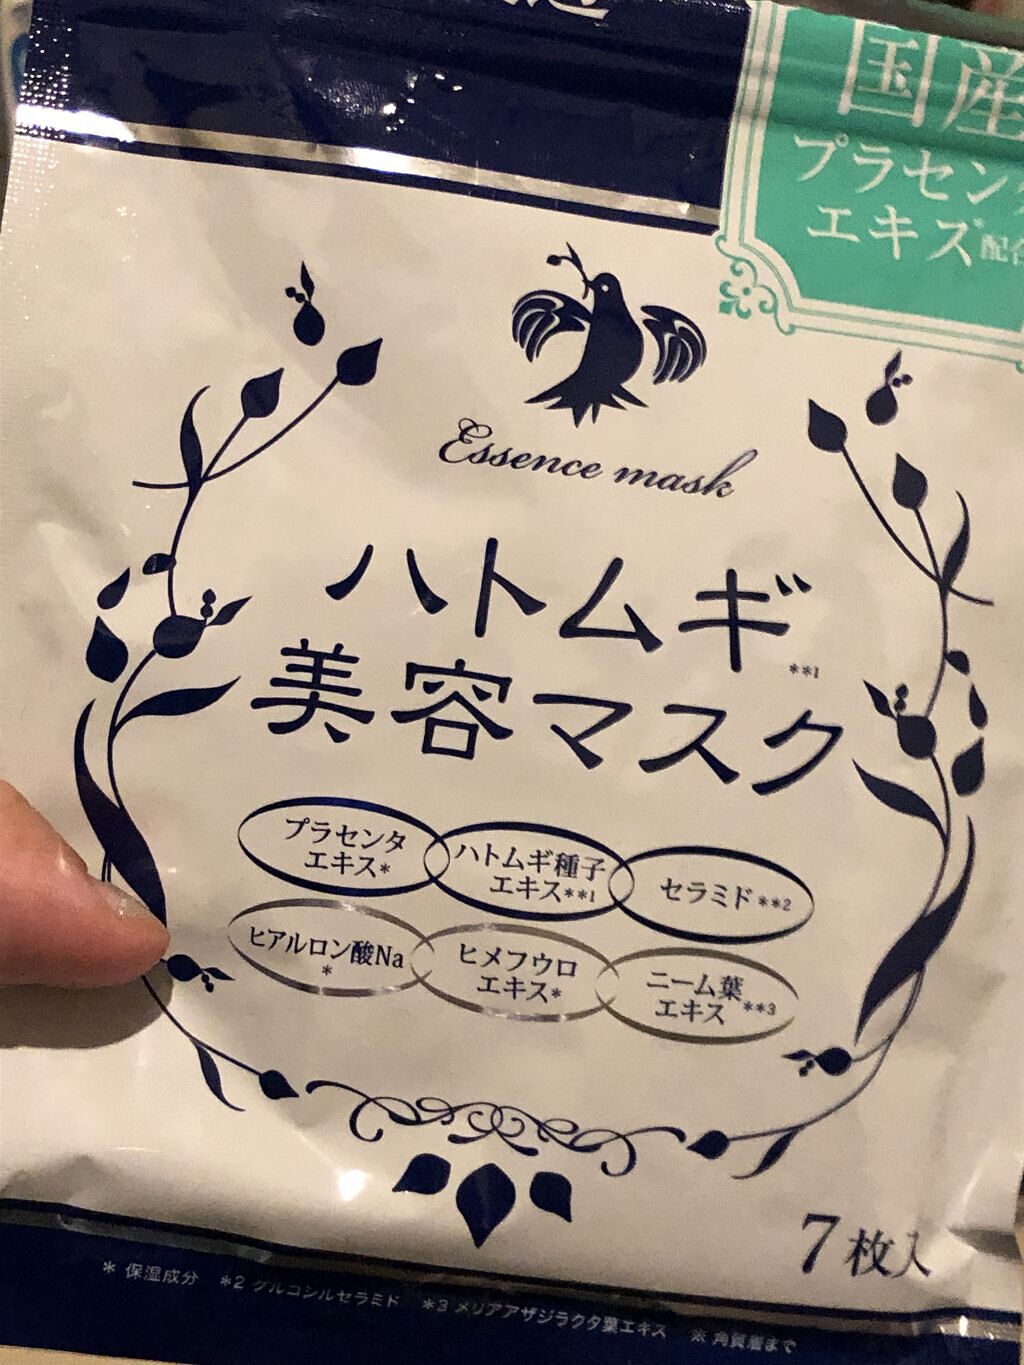 国産
プラセン
エキス*配合
Essence mask
ハトムギ**1
美容マスク
プラセンタ
エキス*
ハトムギ種子
エキス**1
セラミド**2
ヒアルロン酸Na
*
ヒメフウロ
エキス*
ニーム葉
エキス**3
7枚入
* 保湿成分 *2 グルコシルセラミド *3 メリアアザジラクタ葉エキス ※ 角質層まで